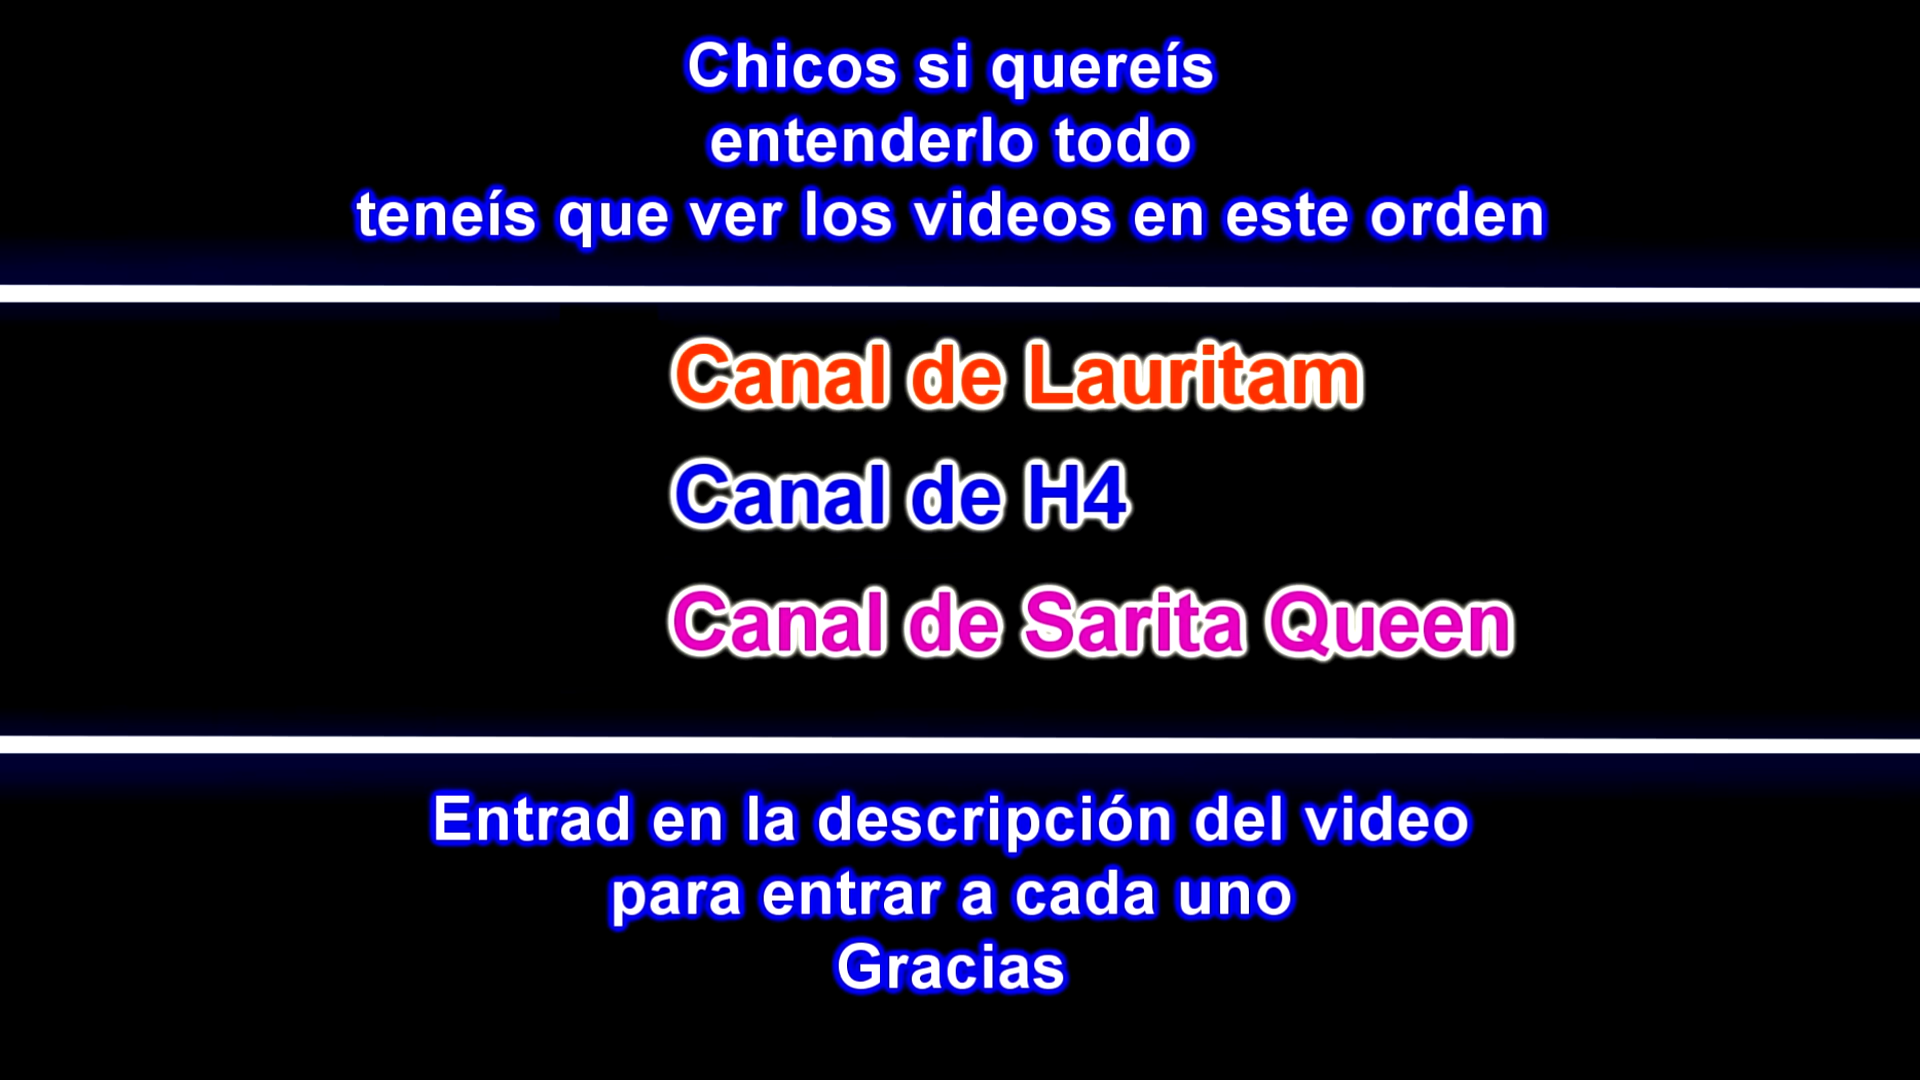 Chicos si quereís
entenderlo todo
teneís que ver los videos en este orden
Canal de Lauritam
Canal de H4
Canal de Sarita Queen
Entrad en la descripción del video
para entrar a cada uno
Gracias